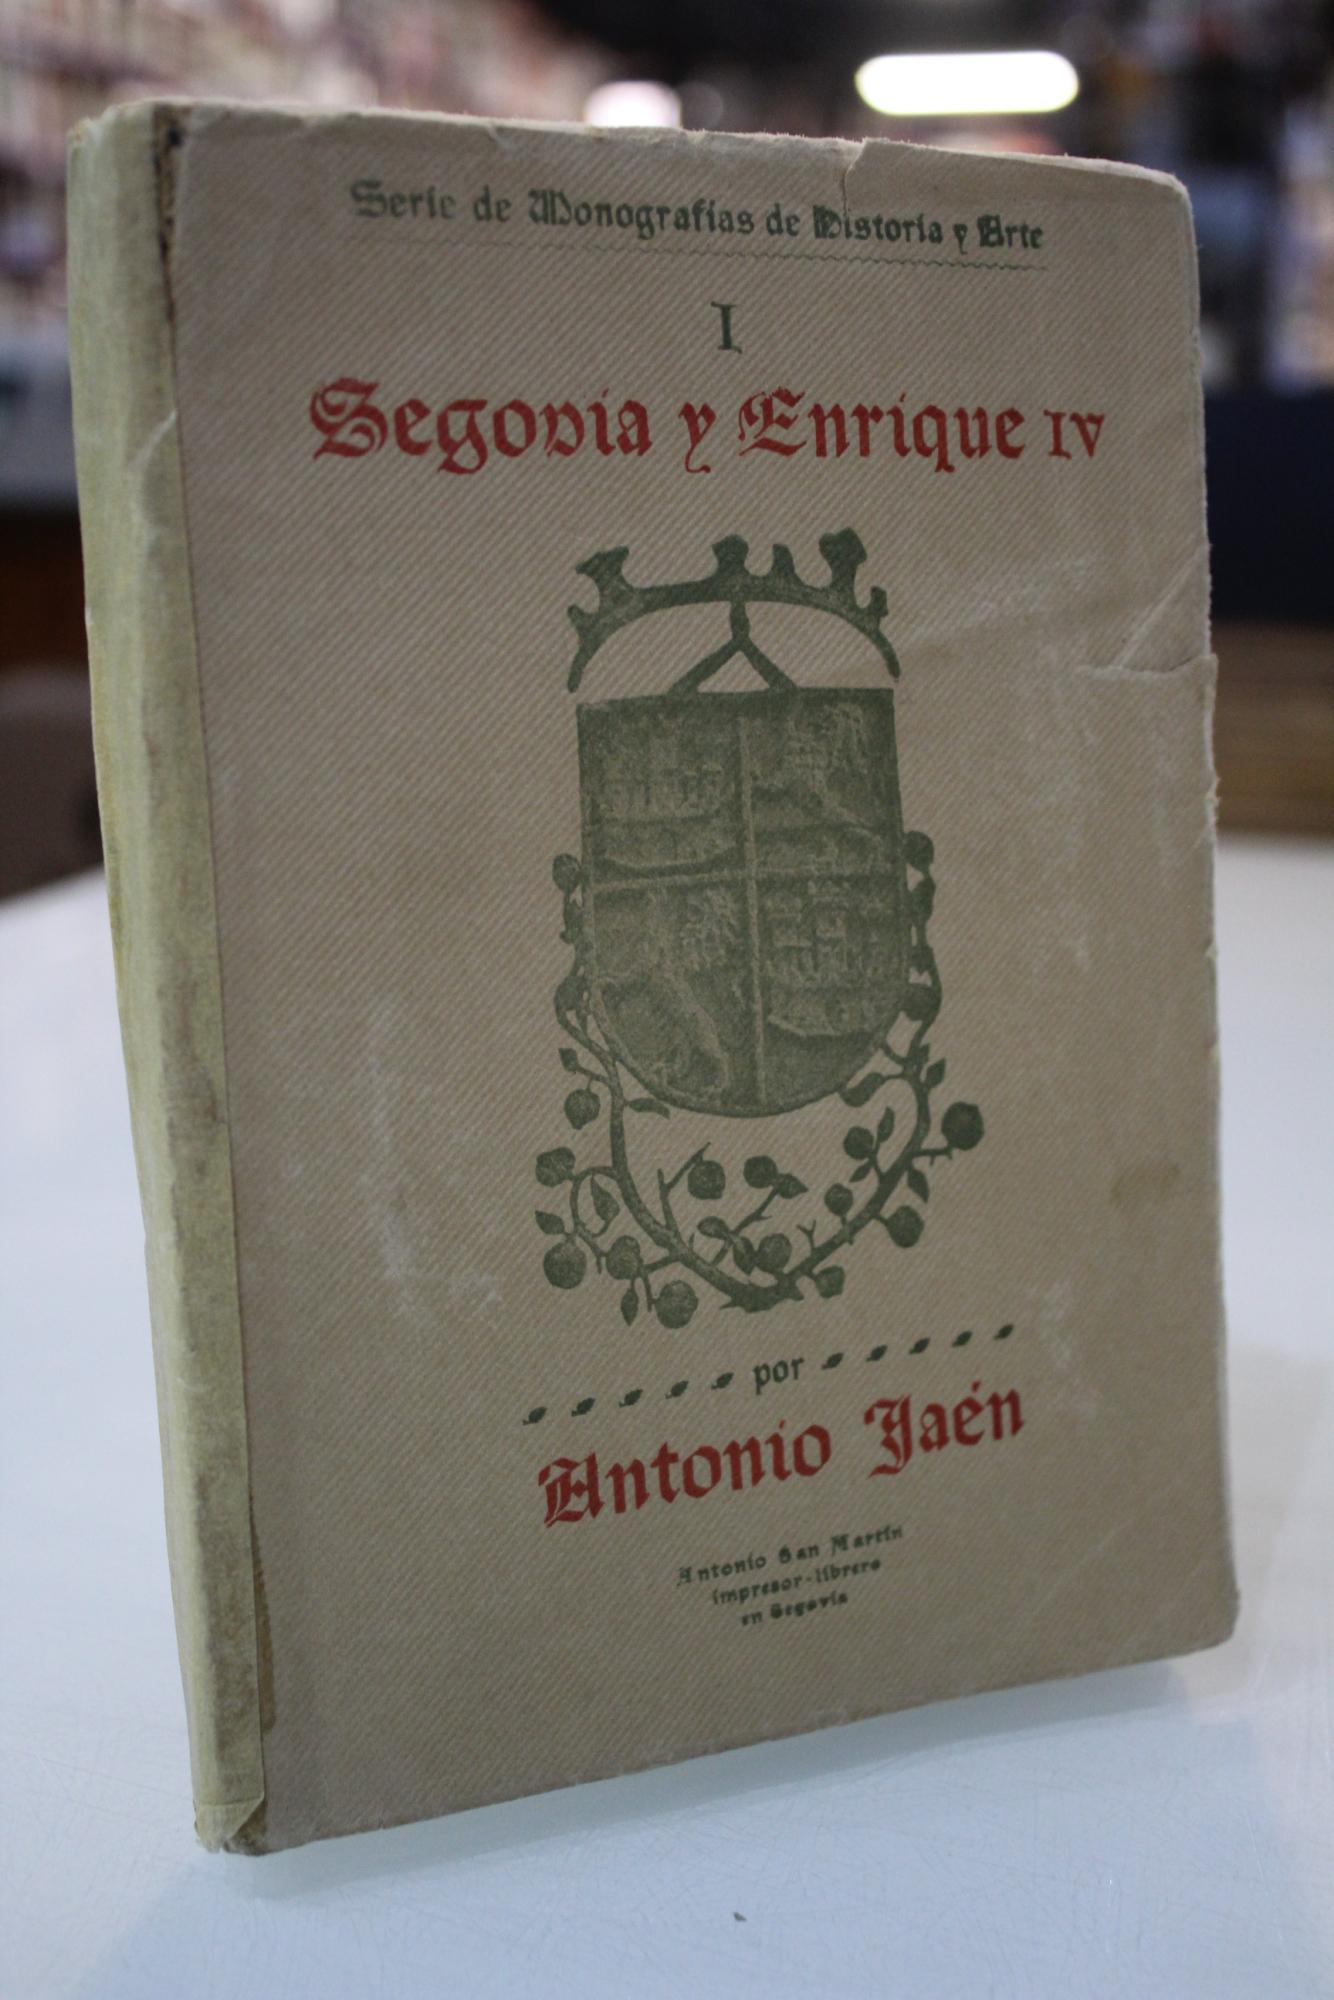 Serie de Monografías de Historia y Arte
I
Segovia y Enrique IV
por
Antonio Jaén
Antonio San Martín
impresor-librero
en Segovia